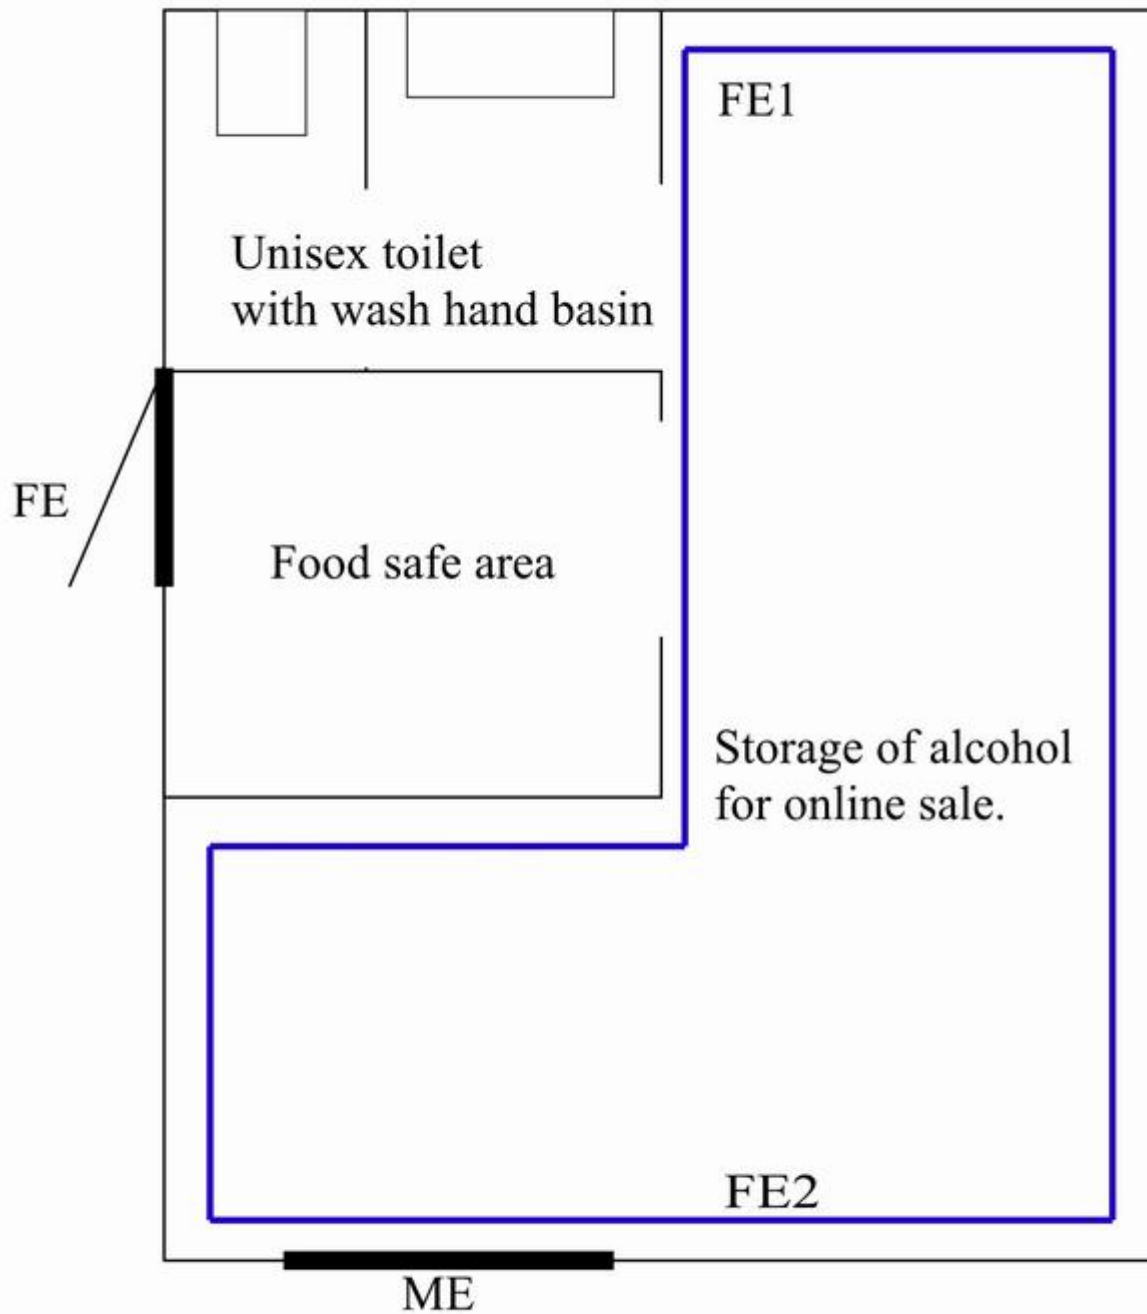 FE1
Unisex toilet
with wash hand basin
FE
Food safe area
Storage of alcohol
for online sale.
FE2
ME